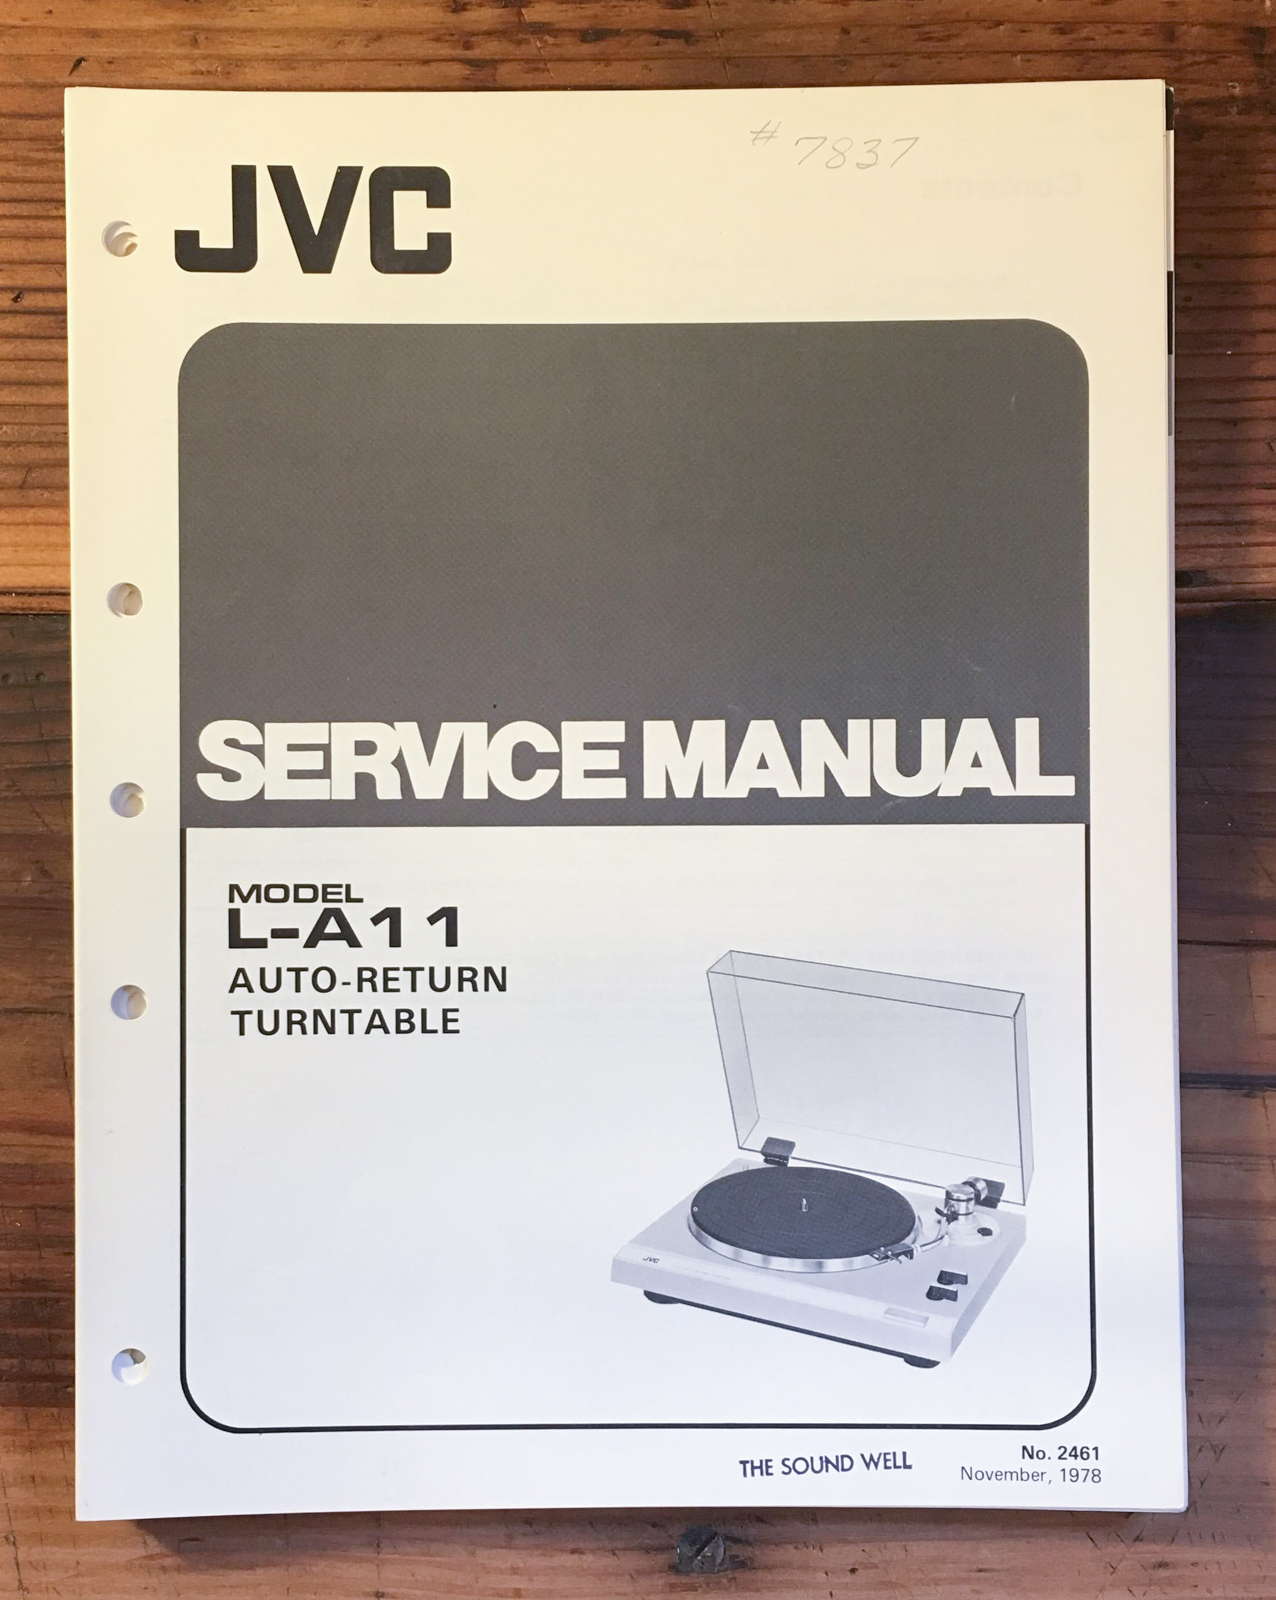 # 7837
JVC
SERVICE MANUAL
MODEL
L-A11
AUTO-RETURN
TURNTABLE
JVC
THE SOUND WELL
No. 2461
November, 1978